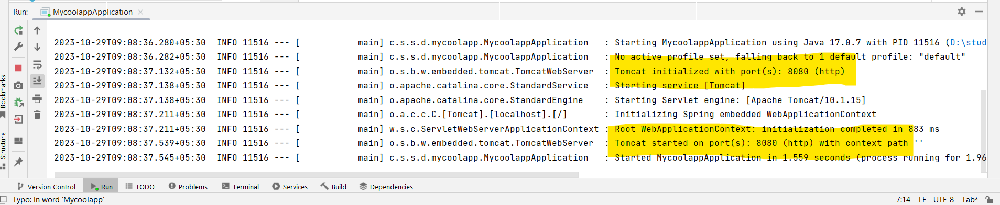 Run: MycoolappApplication
2023-10-29T09:08:36.280+05:30 INFO 11516 --- [ main] c.s.s.d.mycoolapp.MycoolappApplication : Starting MycoolappApplication using Java 17.0.7 with PID 11516 (D:\stud
2023-10-29T09:08:36.282+05:30 INFO 11516 --- [ main] c.s.s.d.mycoolapp.MycoolappApplication : No active profile set, falling back to 1 default profile: "default"
2023-10-29T09:08:37.132+05:30 INFO 11516 --- [ main] o.s.b.w.embedded.tomcat.TomcatWebServer : Tomcat initialized with port(s): 8080 (http)
2023-10-29T09:08:37.138+05:30 INFO 11516 --- [ main] o.apache.catalina.core.StandardService : Starting service [Tomcat]
2023-10-29T09:08:37.138+05:30 INFO 11516 --- [ main] o.apache.catalina.core.StandardEngine : Starting Servlet engine: [Apache Tomcat/10.1.15]
2023-10-29T09:08:37.211+05:30 INFO 11516 --- [ main] o.a.c.c.C.[Tomcat].[localhost].[/] : Initializing Spring embedded WebApplicationContext
2023-10-29T09:08:37.211+05:30 INFO 11516 --- [ main] w.s.c.ServletWebServerApplicationContext : Root WebApplicationContext: initialization completed in 883 ms
2023-10-29T09:08:37.539+05:30 INFO 11516 --- [ main] o.s.b.w.embedded.tomcat.TomcatWebServer : Tomcat started on port(s): 8080 (http) with context path ''
2023-10-29T09:08:37.545+05:30 INFO 11516 --- [ main] c.s.s.d.mycoolapp.MycoolappApplication : Started MycoolappApplication in 1.559 seconds (process running for 1.96
Bookmarks
Structure
Version Control Run TODO Problems Terminal Services Build Dependencies
Typo: In word 'Mycoolapp' 7:14 LF UTF-8 Tab*